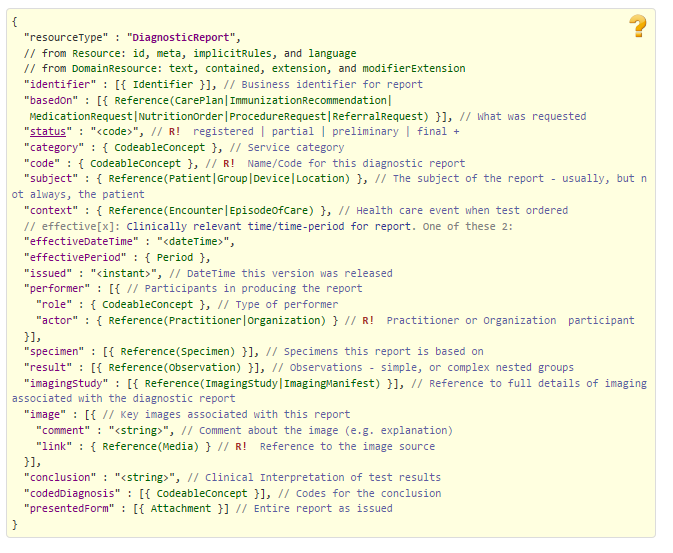 {
"resourceType" : "DiagnosticReport",
// from Resource: id, meta, implicitRules, and language
// from DomainResource: text, contained, extension, and modifierExtension
"identifier" : [{ Identifier }], // Business identifier for report
"basedOn" : [{ Reference(CarePlan|ImmunizationRecommendation|
MedicationRequest|NutritionOrder|ProcedureRequest|ReferralRequest) }], // What was requested
"status" : "<code>", // R!  registered | partial | preliminary | final +
"category" : { CodeableConcept }, // Service category
"code" : { CodeableConcept }, // R!  Name/Code for this diagnostic report
"subject" : { Reference(Patient|Group|Device|Location) }, // The subject of the report - usually, but n
ot always, the patient
"context" : { Reference(Encounter|EpisodeOfCare) }, // Health care event when test ordered
// effective[x]: Clinically relevant time/time-period for report. One of these 2:
"effectiveDateTime" : "<dateTime>",
"effectivePeriod" : { Period },
"issued" : "<instant>", // DateTime this version was released
"performer" : [{ // Participants in producing the report
"role" : { CodeableConcept }, // Type of performer
"actor" : { Reference(Practitioner|Organization) } // R!  Practitioner or Organization  participant
}],
"specimen" : [{ Reference(Specimen) }], // Specimens this report is based on
"result" : [{ Reference(Observation) }], // Observations - simple, or complex nested groups
"imagingStudy" : [{ Reference(ImagingStudy|ImagingManifest) }], // Reference to full details of imaging
associated with the diagnostic report
"image" : [{ // Key images associated with this report
"comment" : "<string>", // Comment about the image (e.g. explanation)
"link" : { Reference(Media) } // R!  Reference to the image source
}],
"conclusion" : "<string>", // Clinical Interpretation of test results
"codedDiagnosis" : [{ CodeableConcept }], // Codes for the conclusion
"presentedForm" : [{ Attachment }] // Entire report as issued
}